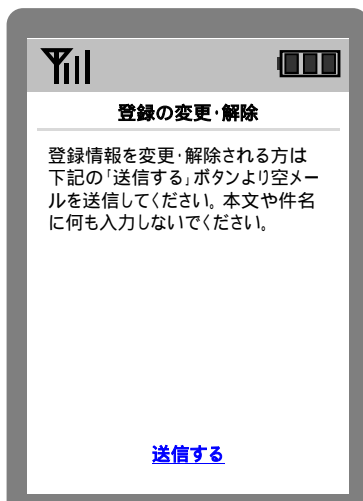 登録の変更･解除
登録情報を変更･解除される方は
下記の｢送信する｣ボタンより空メー
ルを送信してください。本文や件名
に何も入力しないでください。
送信する